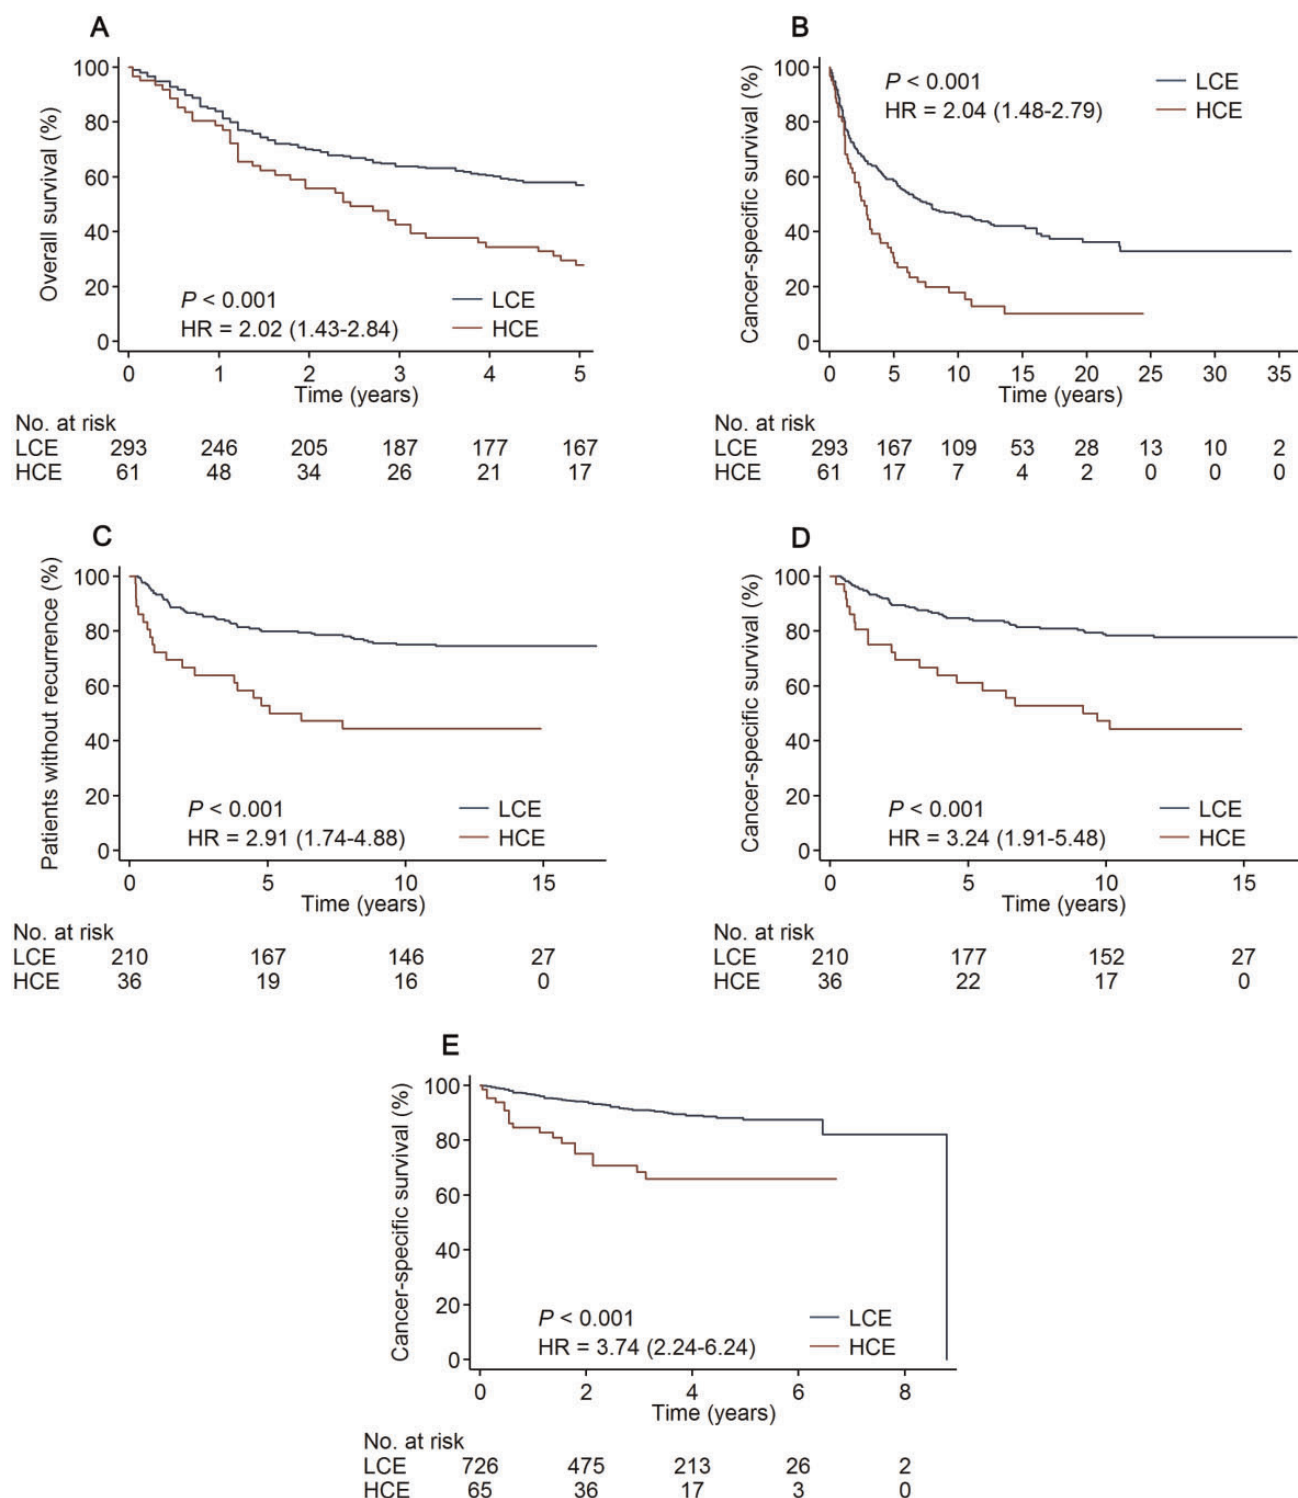 A
Overall survival (%)
100
80
60
40
20
0
P < 0.001
HR = 2.02 (1.43-2.84)
LCE
HCE
0 1 2 3 4 5
Time (years)
No. at risk
LCE 293 246 205 187 177 167
HCE 61 48 34 26 21 17
B
Cancer-specific survival (%)
100
80
60
40
20
0
P < 0.001
HR = 2.04 (1.48-2.79)
LCE
HCE
0 5 10 15 20 25 30 35
Time (years)
No. at risk
LCE 293 167 109 53 28 13 10 2
HCE 61 17 7 4 2 0 0 0
C
Patients without recurrence (%)
100
80
60
40
20
0
P < 0.001
HR = 2.91 (1.74-4.88)
LCE
HCE
0 5 10 15
Time (years)
No. at risk
LCE 210 167 146 27
HCE 36 19 16 0
D
Cancer-specific survival (%)
100
80
60
40
20
0
P < 0.001
HR = 3.24 (1.91-5.48)
LCE
HCE
0 5 10 15
Time (years)
No. at risk
LCE 210 177 152 27
HCE 36 22 17 0
E
Cancer-specific survival (%)
100
80
60
40
20
0
P < 0.001
HR = 3.74 (2.24-6.24)
LCE
HCE
0 2 4 6 8
Time (years)
No. at risk
LCE 726 475 213 26 2
HCE 65 36 17 3 0